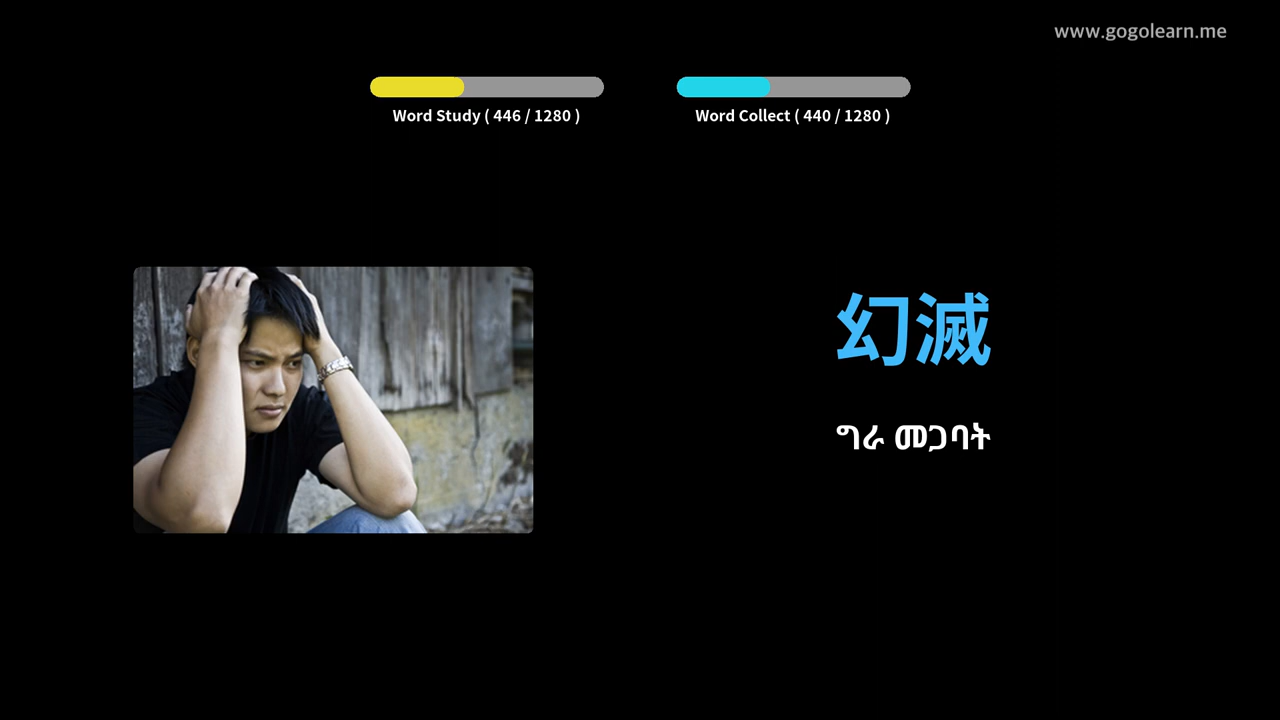 www.gogolearn.me
Word Study ( 446 / 1280 )
Word Collect ( 440 / 1280 )
幻滅
ግራ መጋባት